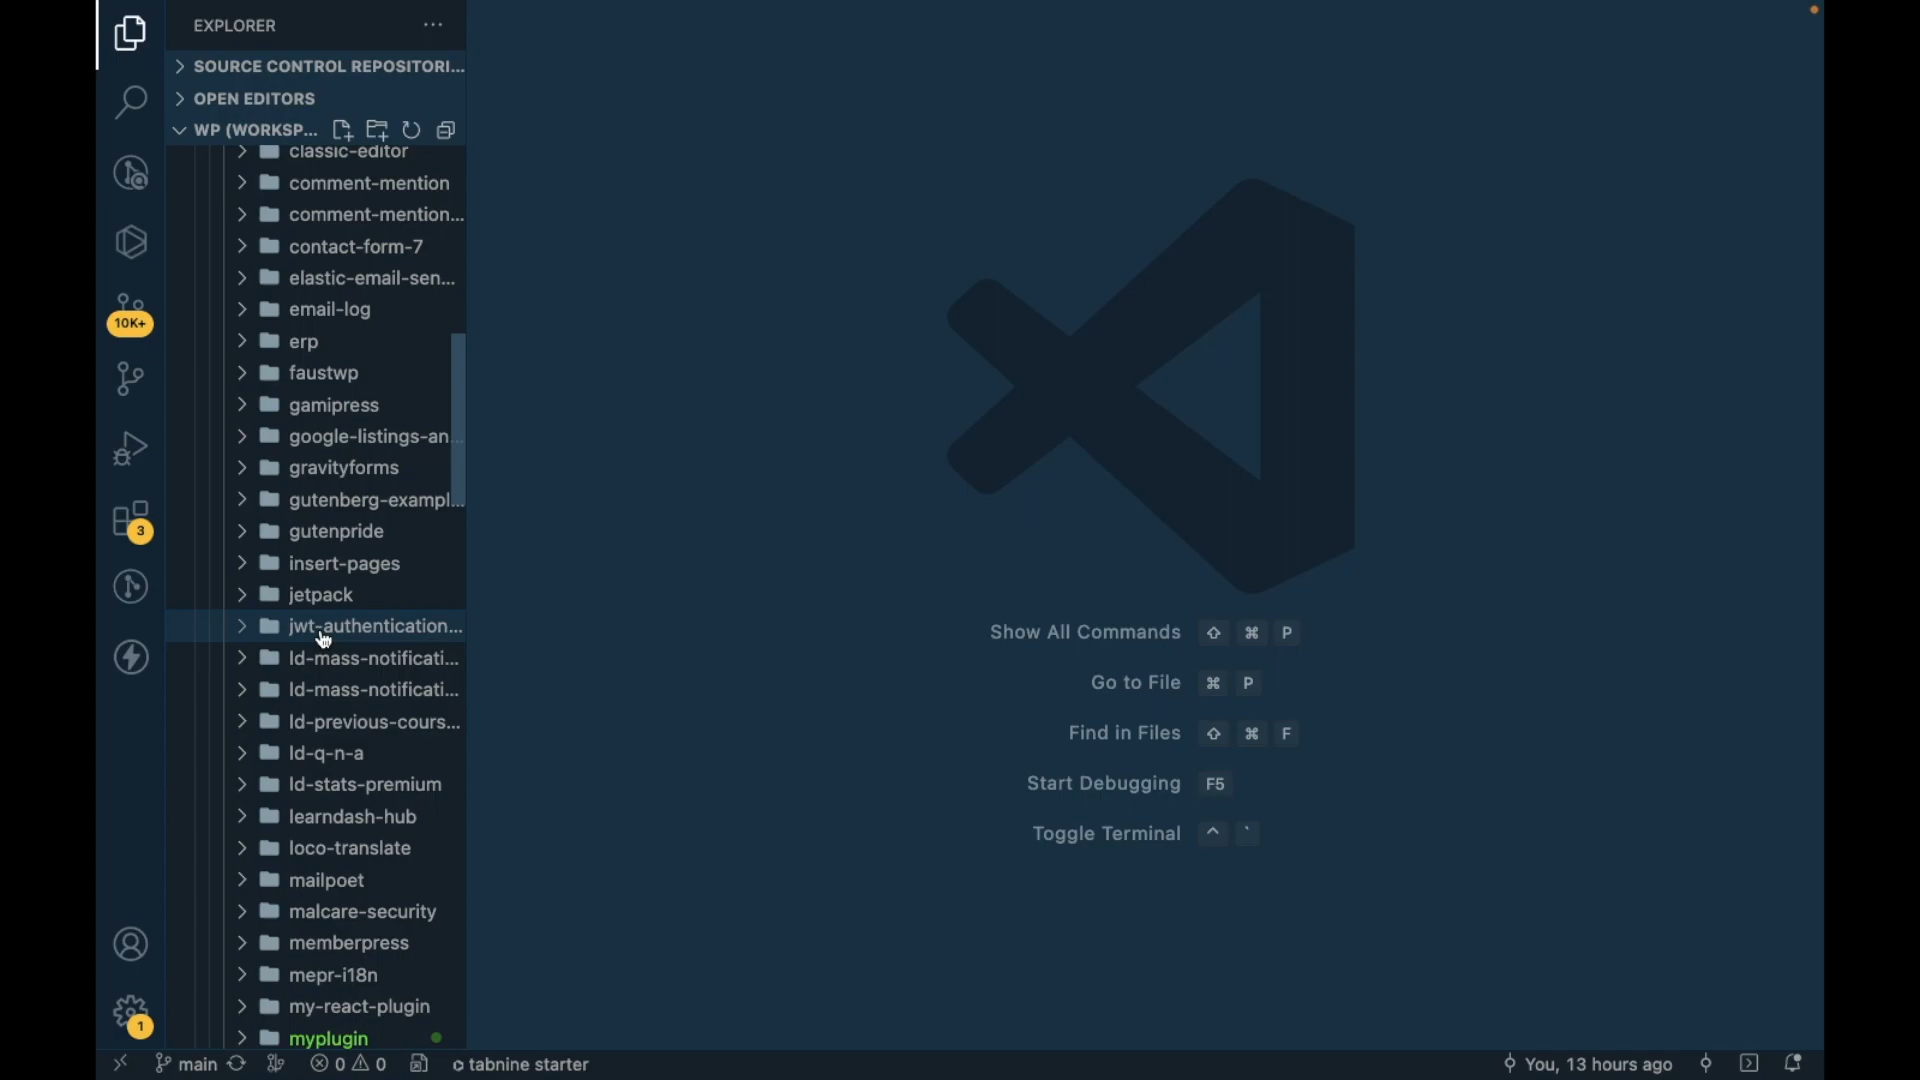 EXPLORER
SOURCE CONTROL REPOSITORI...
OPEN EDITORS
WP (WORKSP...
classic-editor
comment-mention
comment-mention...
contact-form-7
elastic-email-sen...
email-log
erp
faustwp
gamipress
google-listings-an...
gravityforms
gutenberg-exampl...
gutenpride
insert-pages
jetpack
jwt-authentication...
ld-mass-notificati...
ld-mass-notificati...
ld-previous-cours...
ld-q-n-a
ld-stats-premium
learndash-hub
loco-translate
mailpoet
malcare-security
memberpress
mepr-i18n
my-react-plugin
myplugin
10K+
3
1
Show All Commands ⇧ ⌘ P
Go to File ⌘ P
Find in Files ⇧ ⌘ F
Start Debugging F5
Toggle Terminal ^ `
main 0 0 tabnine starter You, 13 hours ago